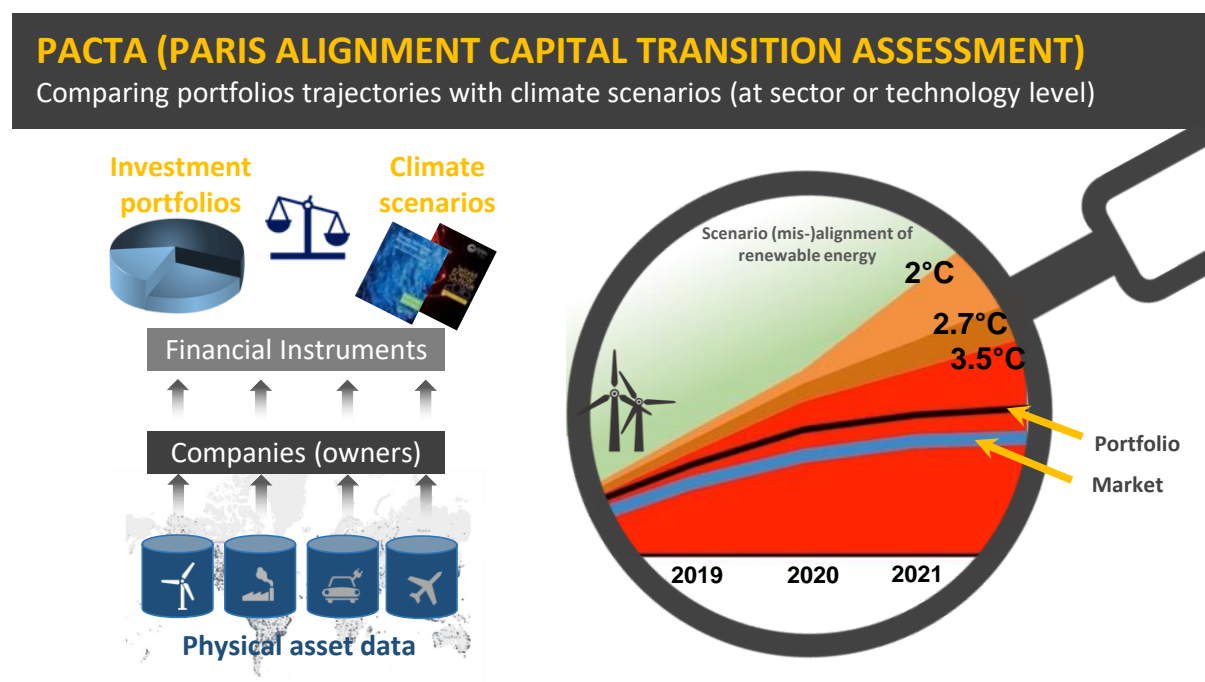 PACTA (PARIS ALIGNMENT CAPITAL TRANSITION ASSESSMENT)
Comparing portfolios trajectories with climate scenarios (at sector or technology level)
Investment
portfolios
Climate
scenarios
Financial Instruments
Companies (owners)
Physical asset data
Scenario (mis-)alignment of
renewable energy
2°C
2.7°C
3.5°C
Portfolio
Market
2019
2020
2021